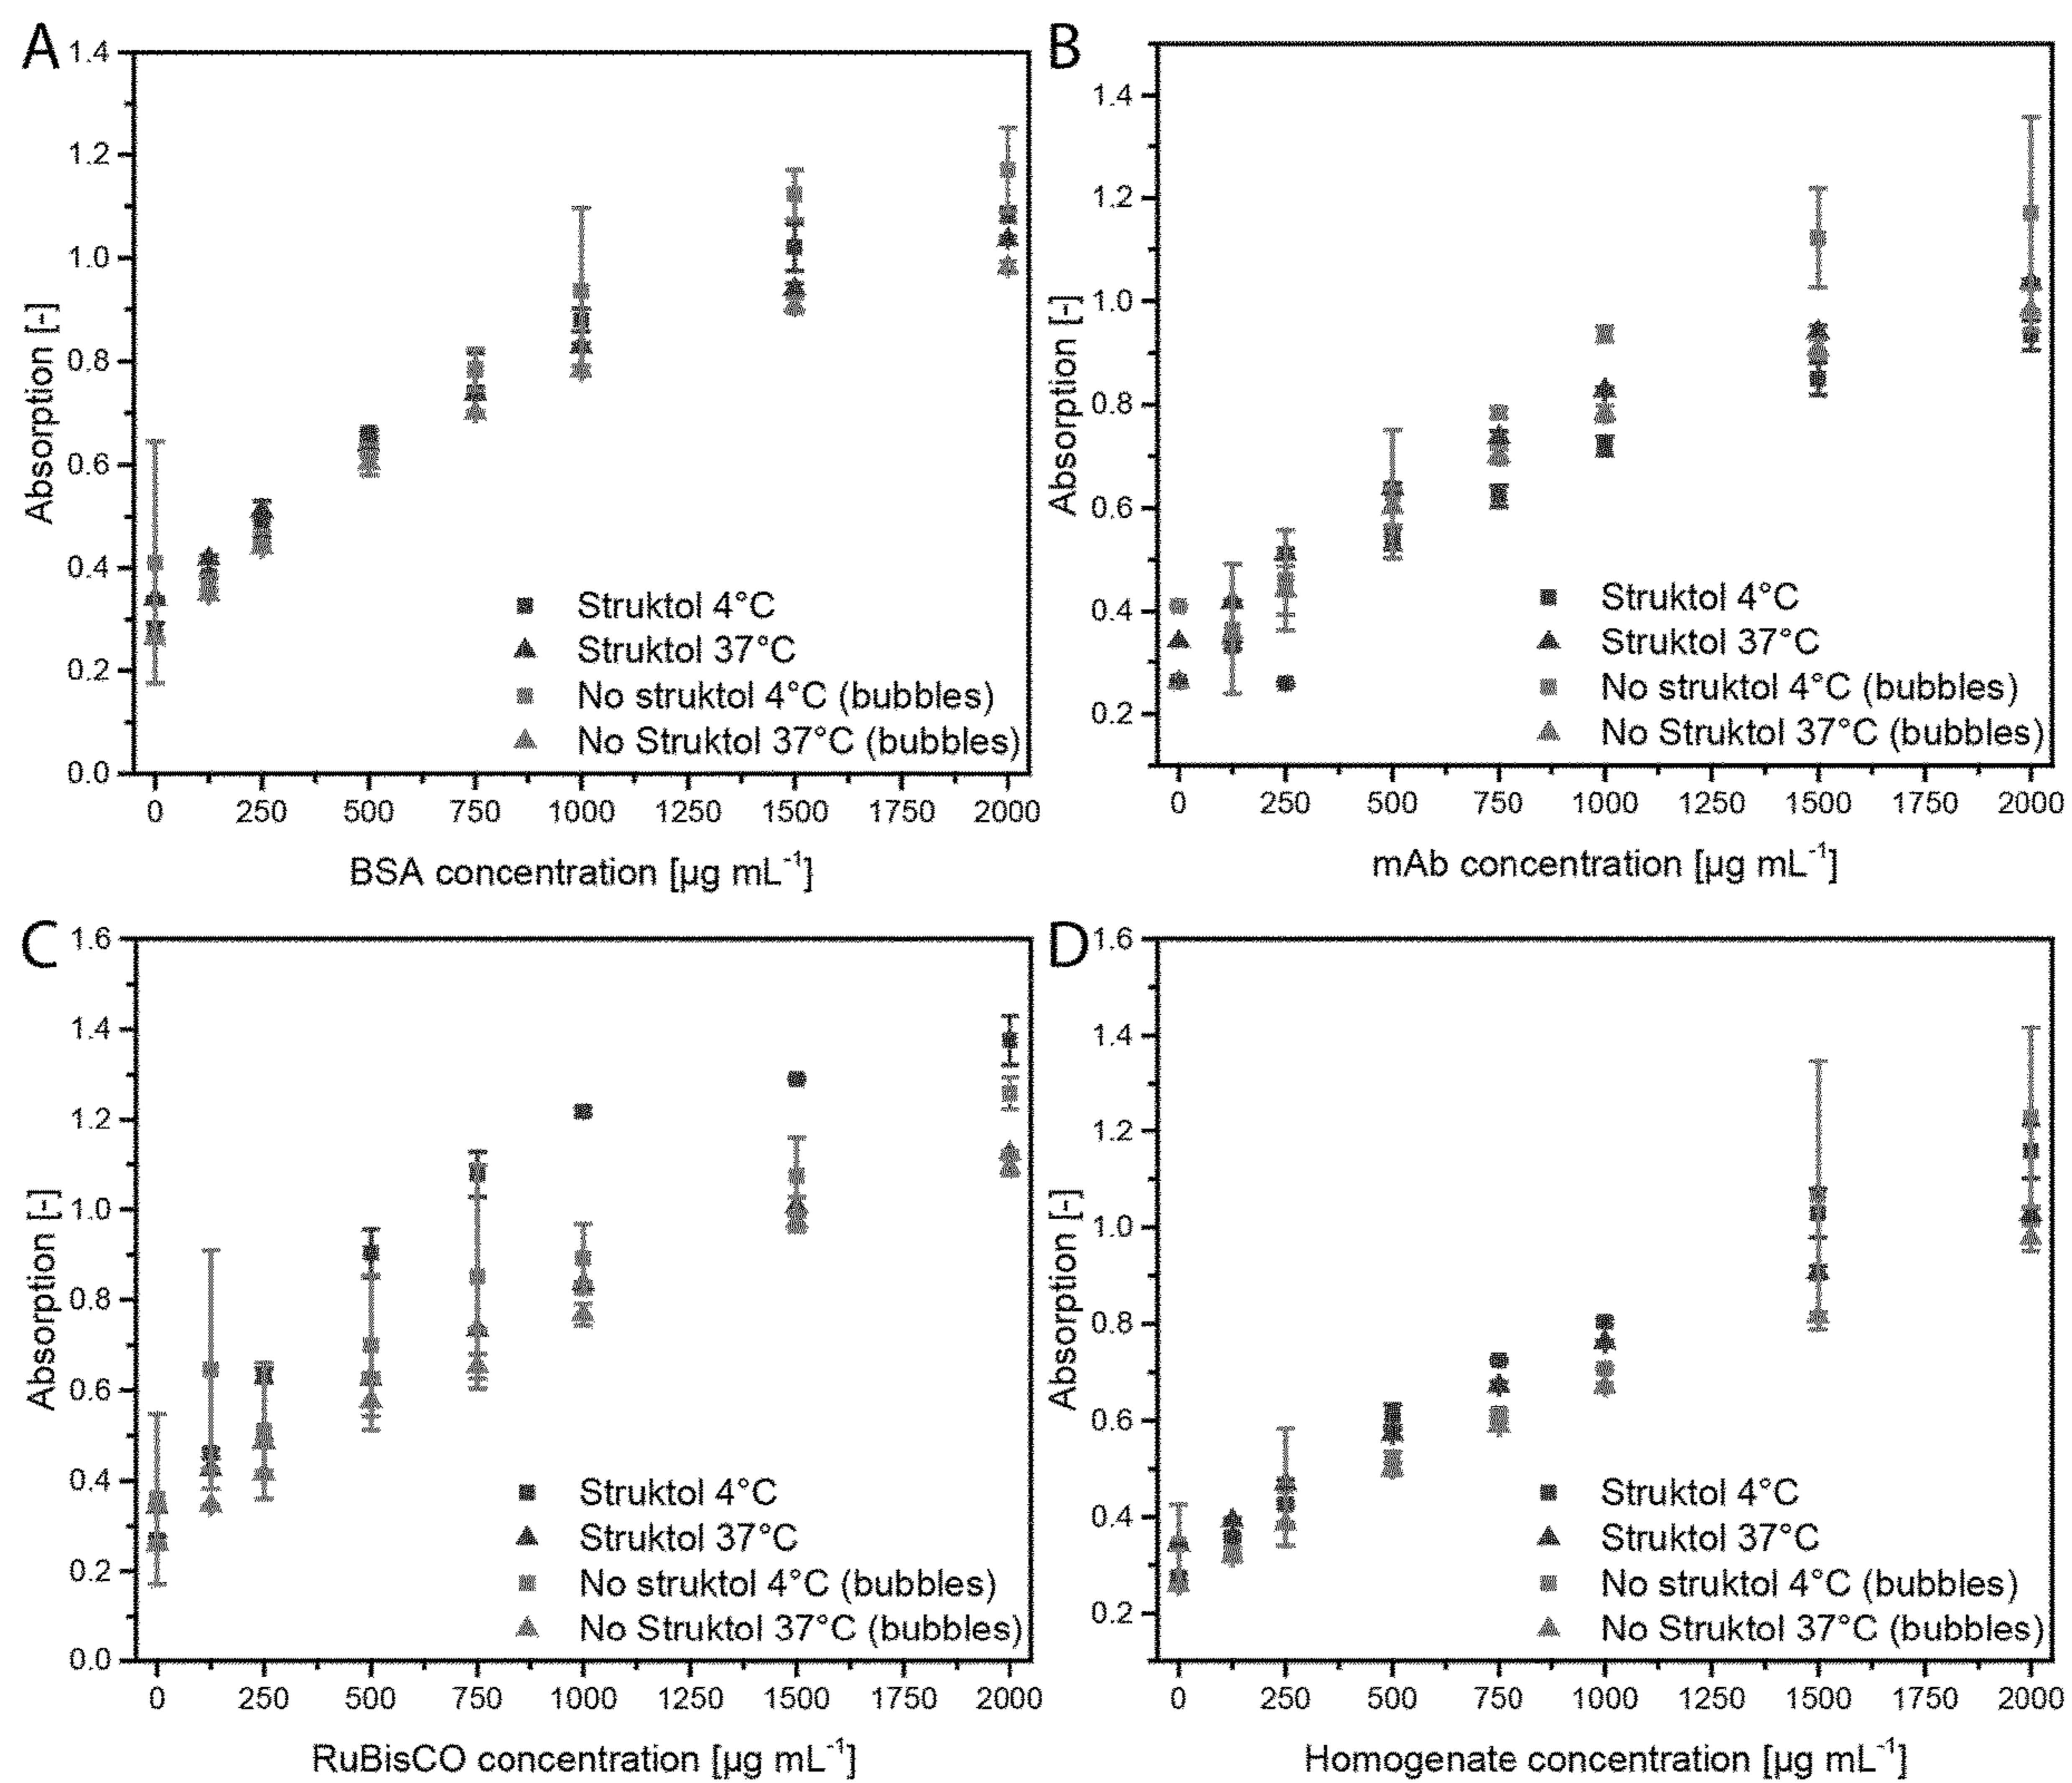 A
1.4
1.2
1.0
0.8
0.6
0.4
0.2
0.0
Absorption [-]
Struktol 4°C
Struktol 37°C
No struktol 4°C (bubbles)
No Struktol 37°C (bubbles)
0 250 500 750 1000 1250 1500 1750 2000
BSA concentration [µg mL⁻¹]
B
1.4
1.2
1.0
0.8
0.6
0.4
0.2
Absorption [-]
Struktol 4°C
Struktol 37°C
No struktol 4°C (bubbles)
No Struktol 37°C (bubbles)
0 250 500 750 1000 1250 1500 1750 2000
mAb concentration [µg mL⁻¹]
C
1.6
1.4
1.2
1.0
0.8
0.6
0.4
0.2
0.0
Absorption [-]
Struktol 4°C
Struktol 37°C
No struktol 4°C (bubbles)
No Struktol 37°C (bubbles)
0 250 500 750 1000 1250 1500 1750 2000
RuBisCO concentration [µg mL⁻¹]
D
1.6
1.4
1.2
1.0
0.8
0.6
0.4
0.2
Absorption [-]
Struktol 4°C
Struktol 37°C
No struktol 4°C (bubbles)
No Struktol 37°C (bubbles)
0 250 500 750 1000 1250 1500 1750 2000
Homogenate concentration [µg mL⁻¹]